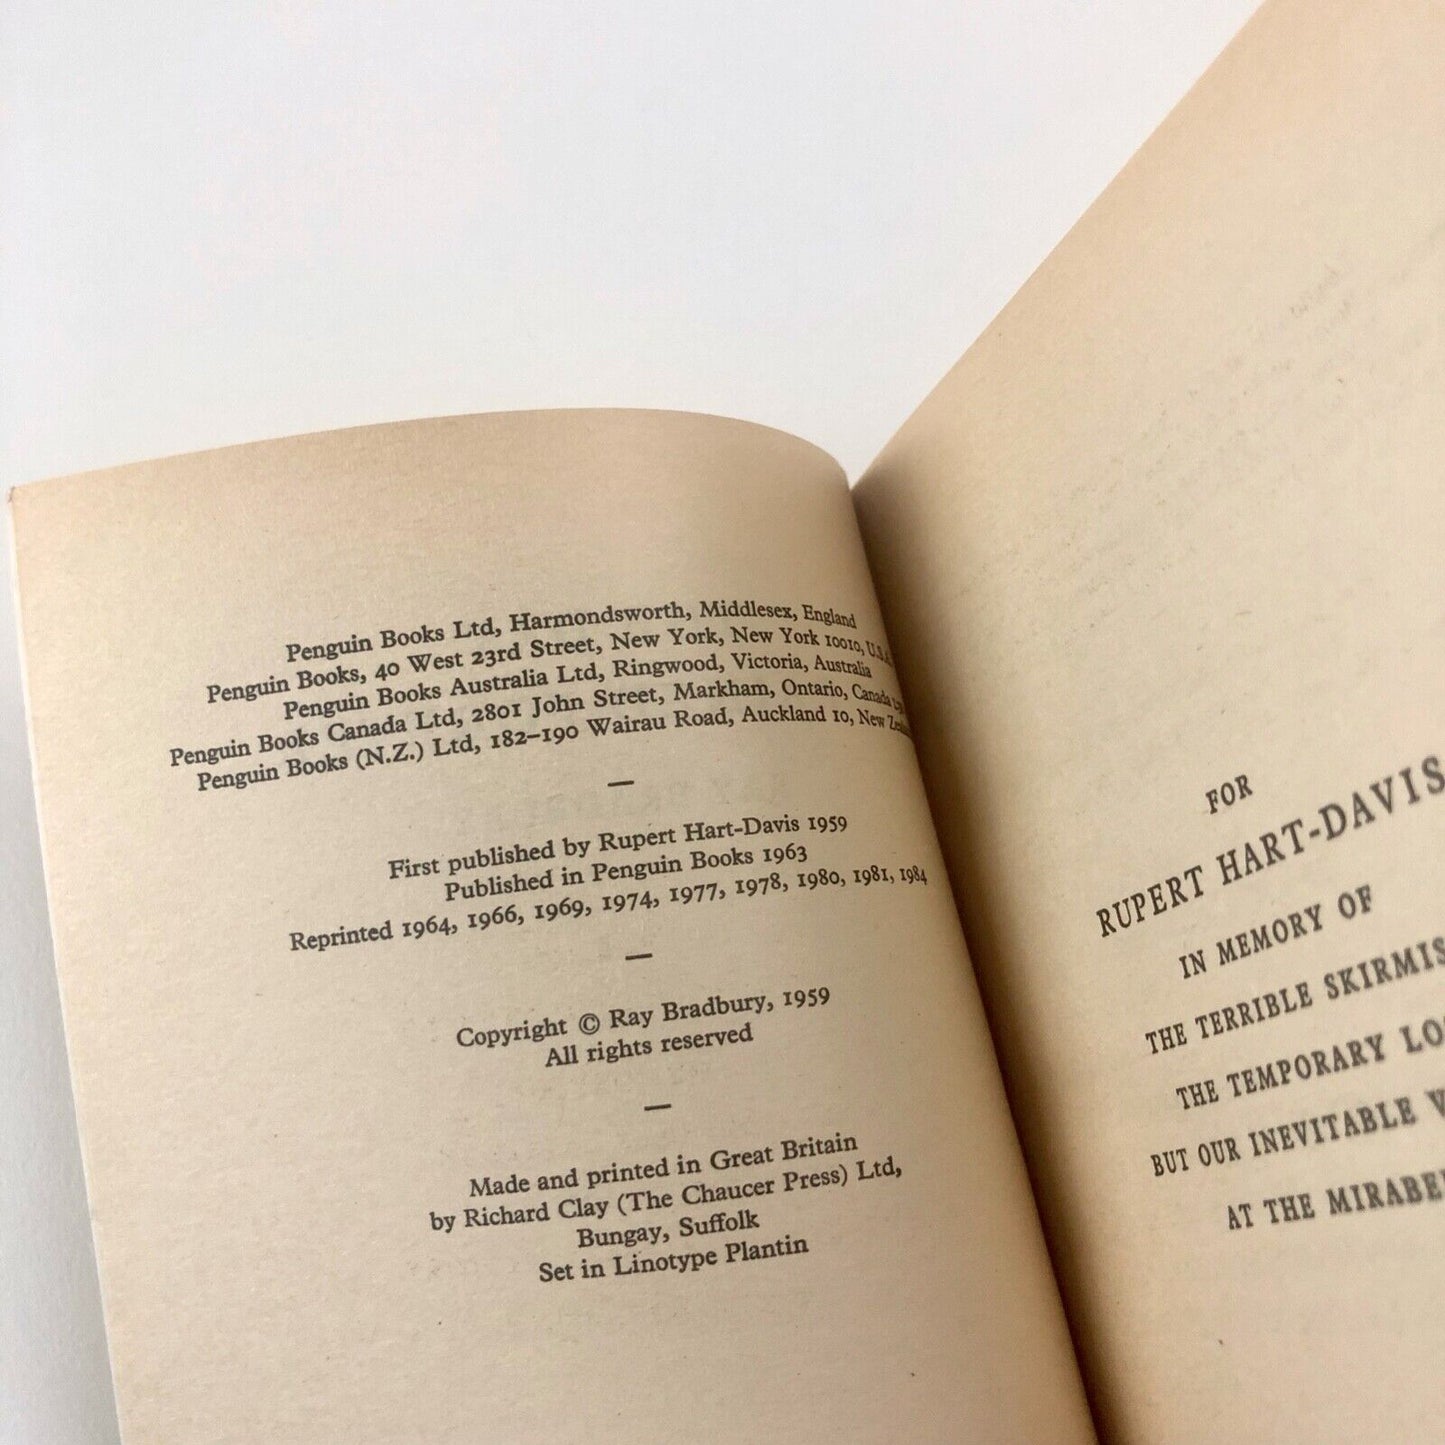 Penguin Books Ltd, Harmondsworth, Middlesex, England
Penguin Books, 40 West 23rd Street, New York, New York 10010, U.S.A.
Penguin Books Australia Ltd, Ringwood, Victoria, Australia
Penguin Books Canada Ltd, 2801 John Street, Markham, Ontario, Canada
Penguin Books (N.Z.) Ltd, 182–190 Wairau Road, Auckland 10, New
—
First published by Rupert Hart-Davis 1959
Published in Penguin Books 1963
Reprinted 1964, 1966, 1969, 1974, 1977, 1978, 1980, 1981, 1984
—
Copyright © Ray Bradbury, 1959
All rights reserved
—
Made and printed in Great Britain
by Richard Clay (The Chaucer Press) Ltd,
Bungay, Suffolk
Set in Linotype Plantin
FOR
RUPERT HART-DAVIS
IN MEMORY OF
THE TERRIBLE SKIRMIS
THE TEMPORARY LO
BUT OUR INEVITABLE V
AT THE MIRABE